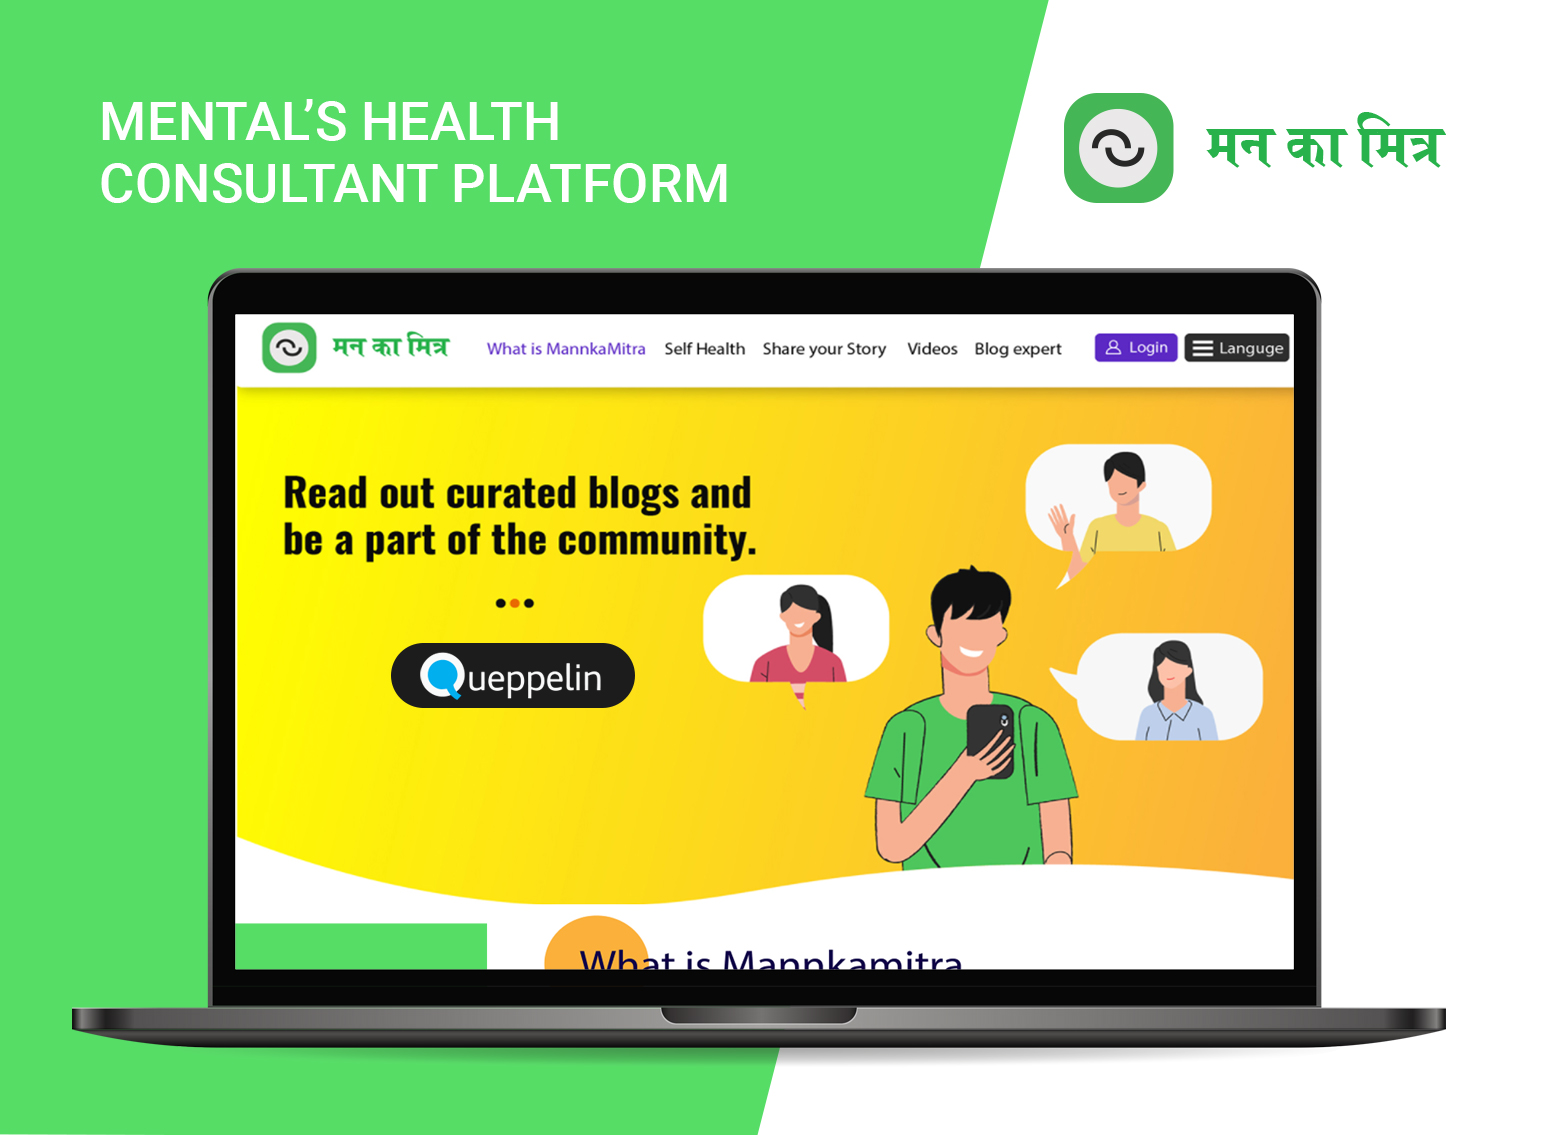 MENTAL’S HEALTH
CONSULTANT PLATFORM
मन का मित्र
मन का मित्र What is MannkaMitra Self Health Share your Story Videos Blog expert Login Languge
Read out curated blogs and
be a part of the community.
Queppelin
What is Mannkamitra